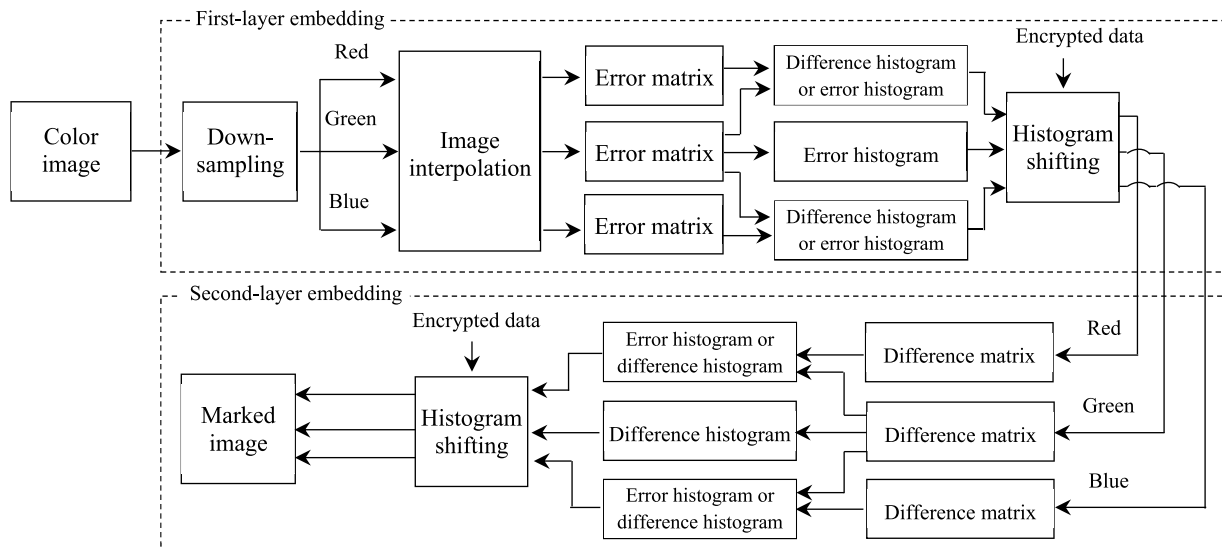 First-layer embedding
Encrypted data
Red
Green
Blue
Color
image
Down-
sampling
Image
interpolation
Error matrix
Error matrix
Error matrix
Difference histogram
or error histogram
Error histogram
Difference histogram
or error histogram
Histogram
shifting
Second-layer embedding
Encrypted data
Marked
image
Histogram
shifting
Error histogram or
difference histogram
Difference histogram
Error histogram or
difference histogram
Difference matrix
Difference matrix
Difference matrix
Red
Green
Blue